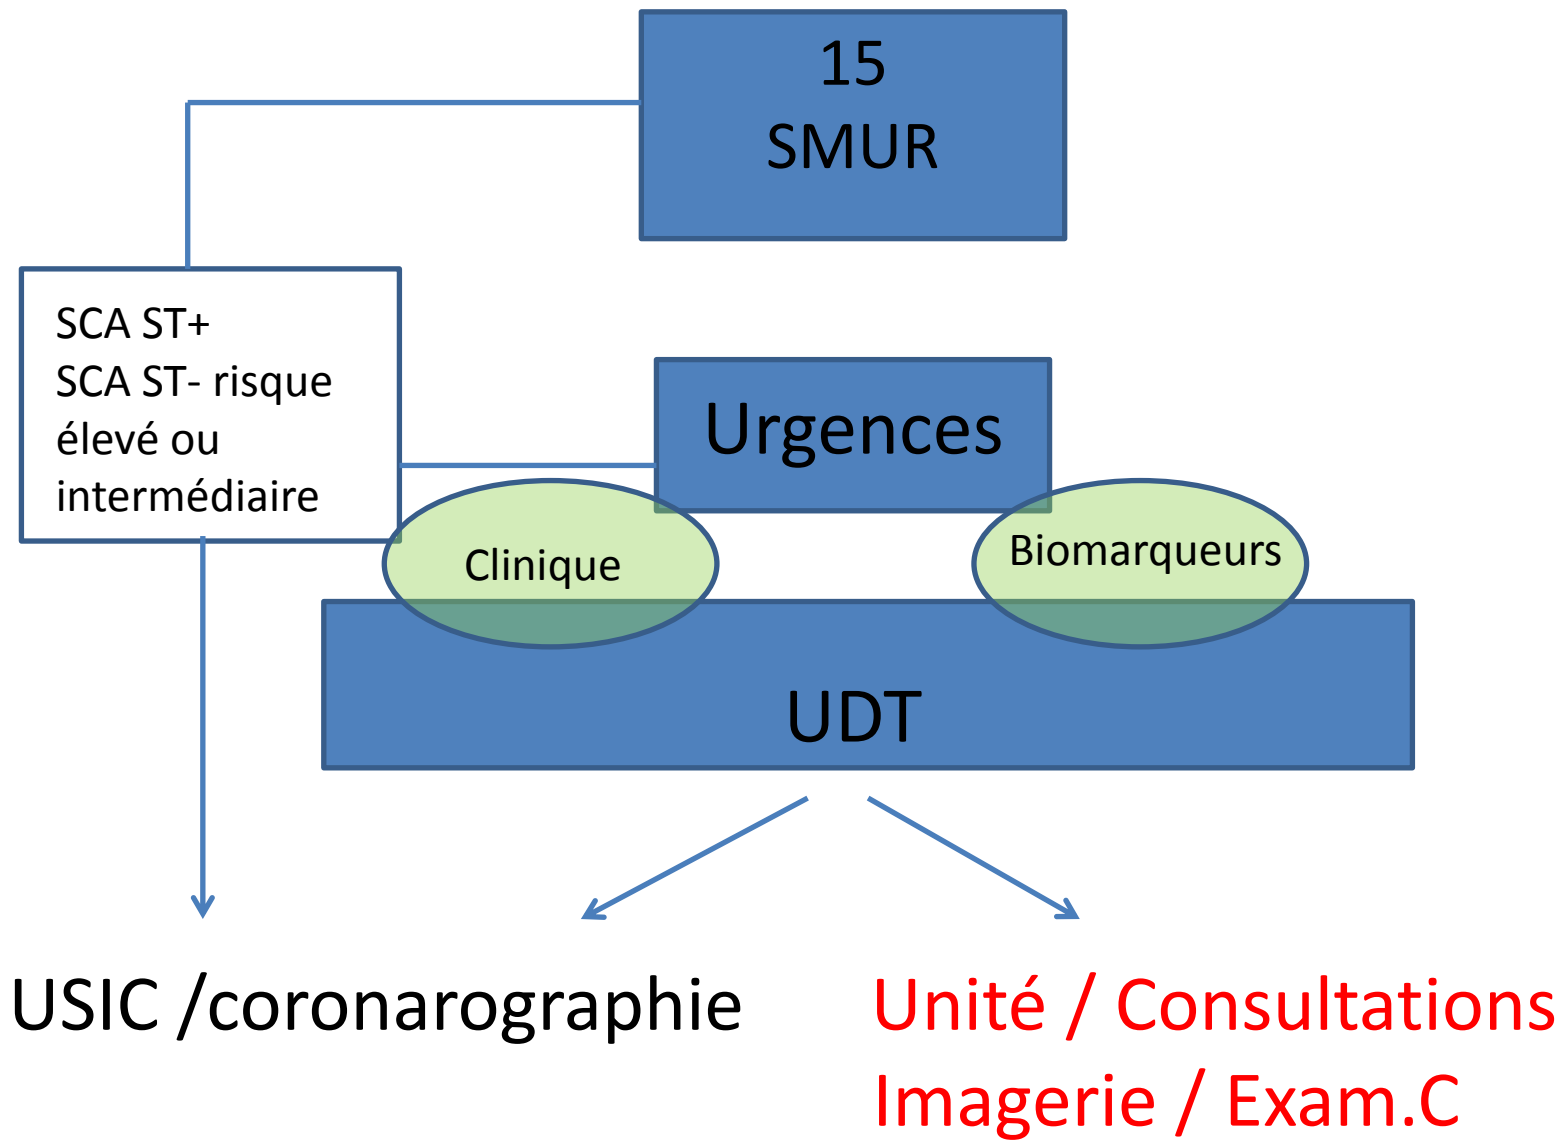 15
SMUR
SCA ST+
SCA ST- risque
élevé ou
intermédiaire
Urgences
Clinique
Biomarqueurs
UDT
USIC /coronarographie
Unité / Consultations
Imagerie / Exam.C